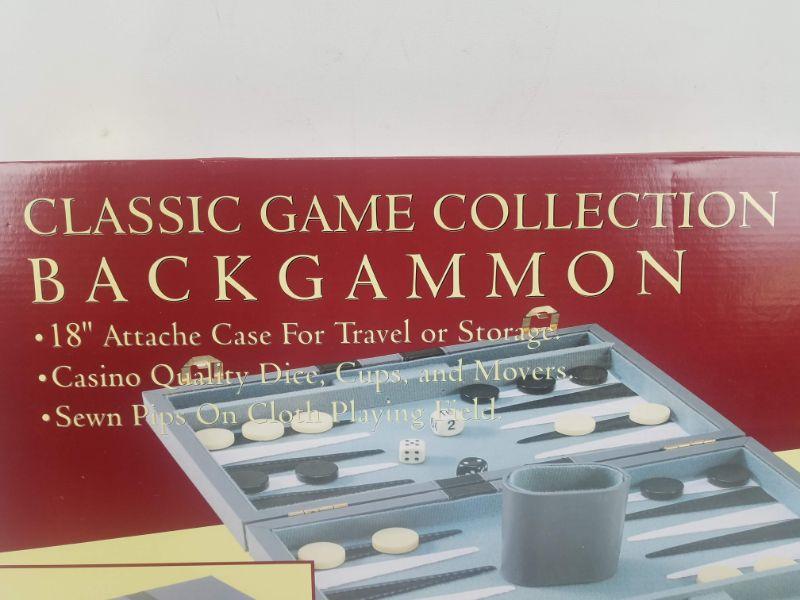 CLASSIC GAME COLLECTION
BACKGAMMON
•18" Attache Case For Travel or Storage.
•Casino Quality Dice, Cups, and Movers.
•Sewn Pips On Cloth Playing Field.
2